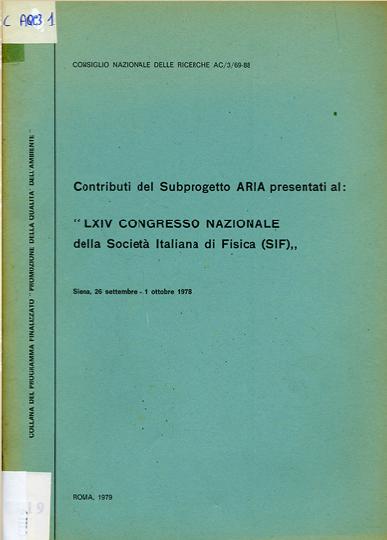 C AQC3 1
CONSIGLIO NAZIONALE DELLE RICERCHE AC/3/69-88
Contributi del Subprogetto ARIA presentati al:
“LXIV CONGRESSO NAZIONALE
della Società Italiana di Fisica (SIF)„
Siena, 26 settembre - 1 ottobre 1978
ROMA, 1979
COLLANA DEL PROGRAMMA FINALIZZATO "PROMOZIONE DELLA QUALITA' DELL'AMBIENTE"